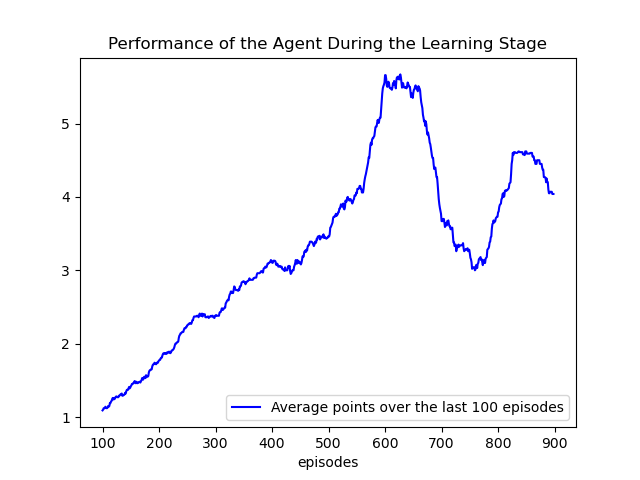 Performance of the Agent During the Learning Stage
5
4
3
2
1
Average points over the last 100 episodes
100 200 300 400 500 600 700 800 900
episodes